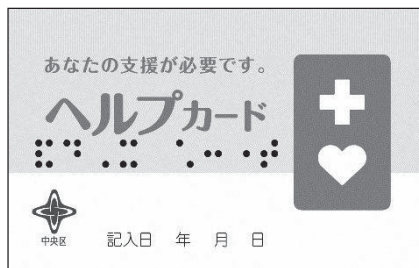 あなたの支援が必要です。
ヘルプカード
中央区
記入日 年 月 日